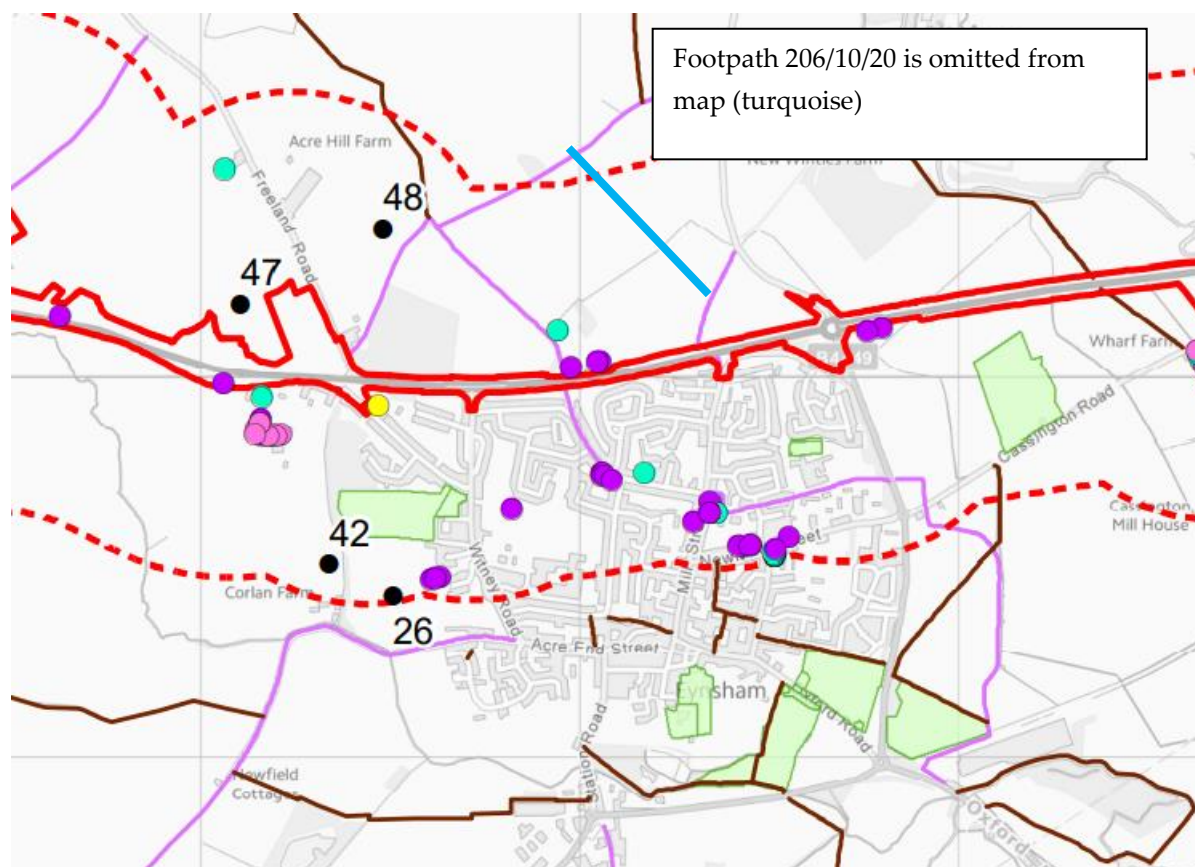 Footpath 206/10/20 is omitted from
map (turquoise)
Acre Hill Farm
Freeland Road
48
47
Wharf Farm
Cassington Road
Cassington
Mill House
42
Corlan Farm
26
Witney Road
Mill
Street
Acre End Street
Eynsham
Oxford Road
Station Road
Newfield
Cottages
Oxford